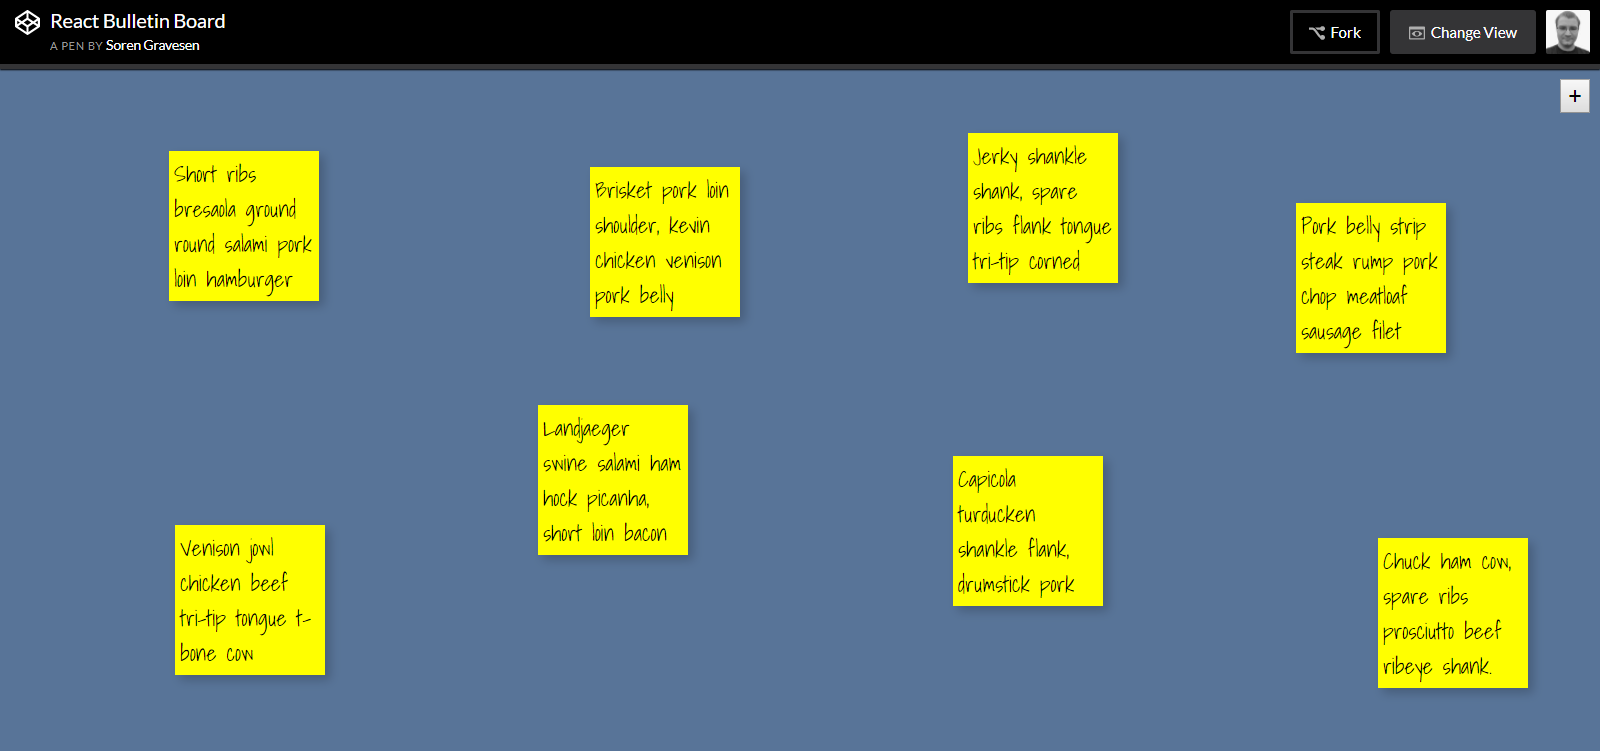 React Bulletin Board
A PEN BY Soren Gravesen
Fork
Change View
+
Short ribs
bresaola ground
round salami pork
loin hamburger
Brisket pork loin
shoulder, kevin
chicken venison
pork belly
Jerky shankle
shank, spare
ribs flank tongue
tri-tip corned
Pork belly strip
steak rump pork
chop meatloaf
sausage filet
Landjaeger
swine salami ham
hock picanha,
short loin bacon
Capicola
turducken
shankle flank,
drumstick pork
Venison jowl
chicken beef
tri-tip tongue t-
bone cow
Chuck ham cow,
spare ribs
prosciutto beef
ribeye shank.